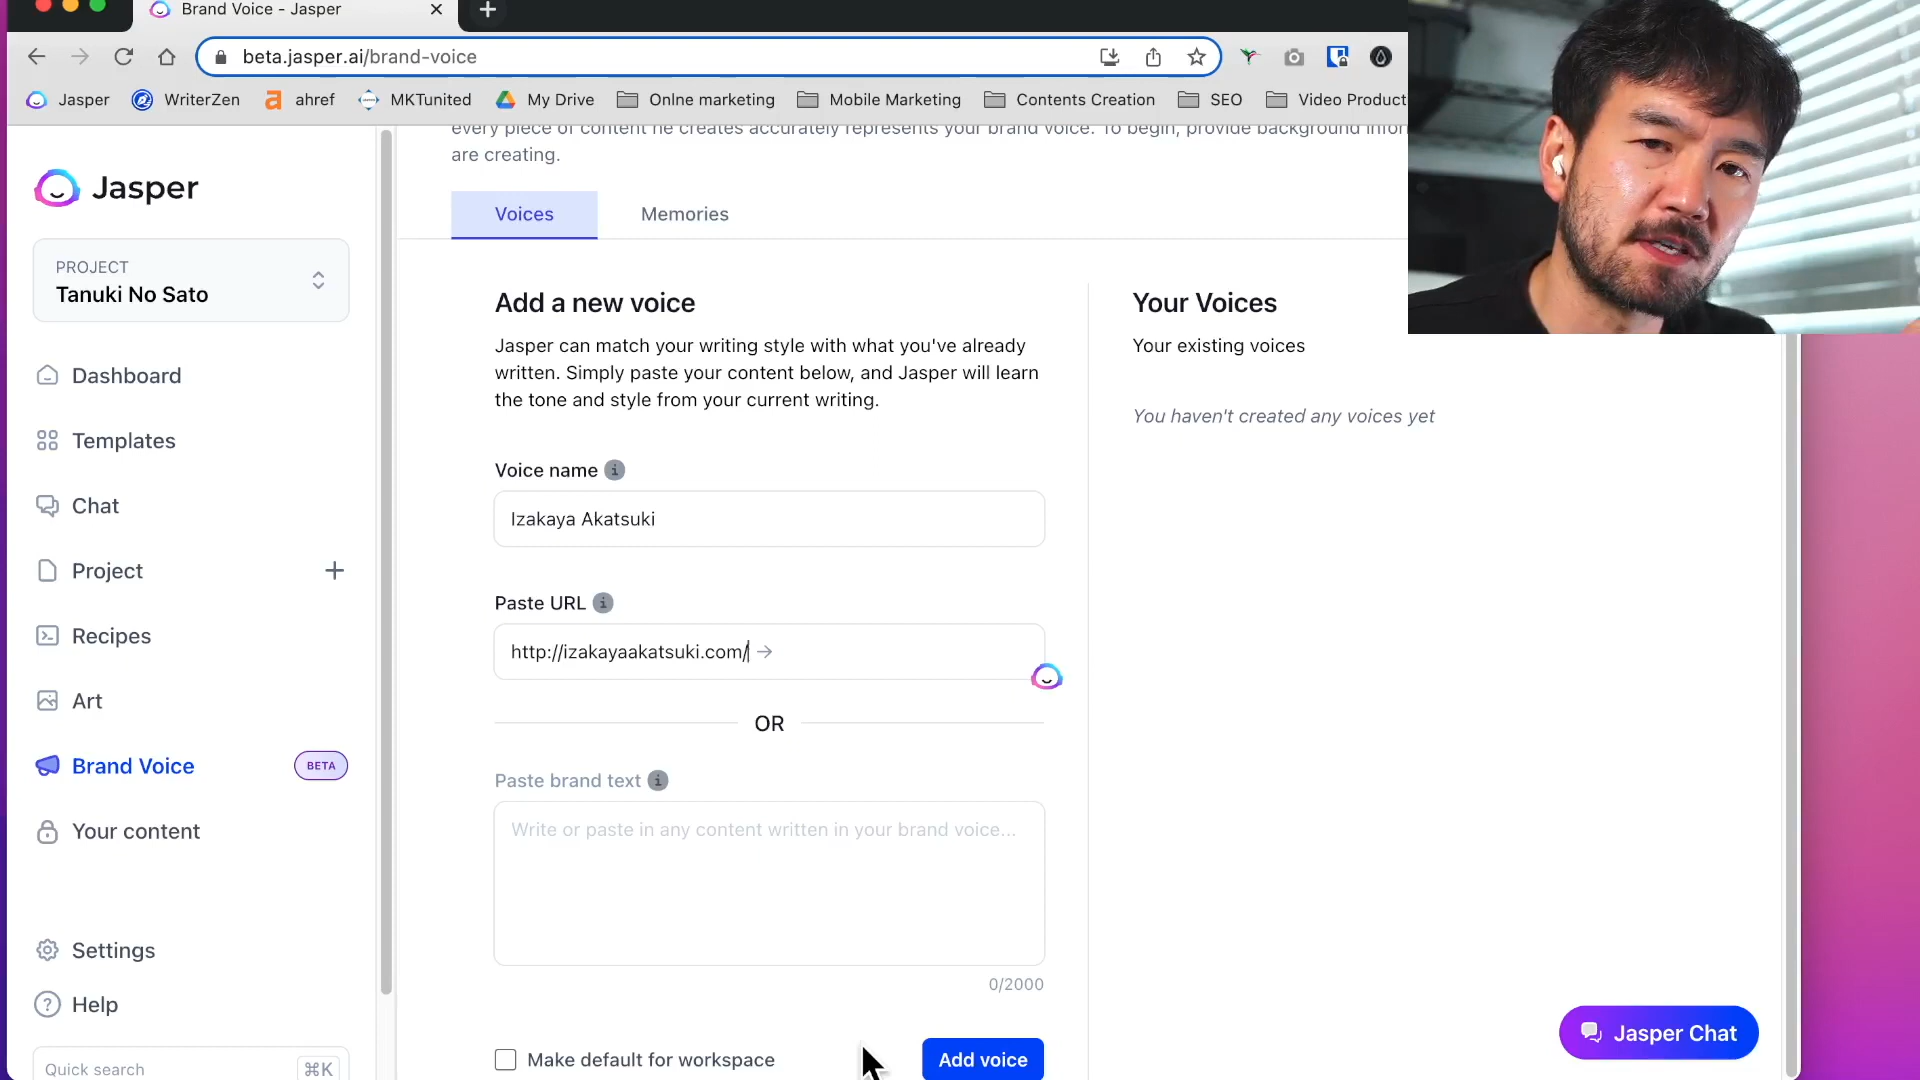 Brand Voice - Jasper
beta.jasper.ai/brand-voice
Jasper WriterZen ahref MKTunited My Drive Onlne marketing Mobile Marketing Contents Creation SEO Video Product
every piece of content he creates accurately represents your brand voice. To begin, provide background infor
are creating.
Jasper
PROJECT
Tanuki No Sato
Dashboard
Templates
Chat
Project
Recipes
Art
Brand Voice
BETA
Your content
Settings
Help
Quick search ⌘K
Voices Memories
Add a new voice
Jasper can match your writing style with what you've already
written. Simply paste your content below, and Jasper will learn
the tone and style from your current writing.
Voice name
Izakaya Akatsuki
Paste URL
http://izakayaakatsuki.com/
OR
Paste brand text
Write or paste in any content written in your brand voice...
0/2000
Make default for workspace
Add voice
Your Voices
Your existing voices
You haven't created any voices yet
Jasper Chat